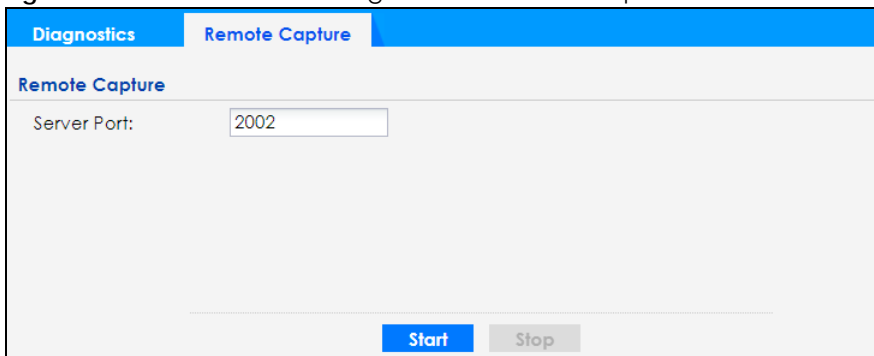 Diagnostics Remote Capture
Remote Capture
Server Port: 2002
Start Stop